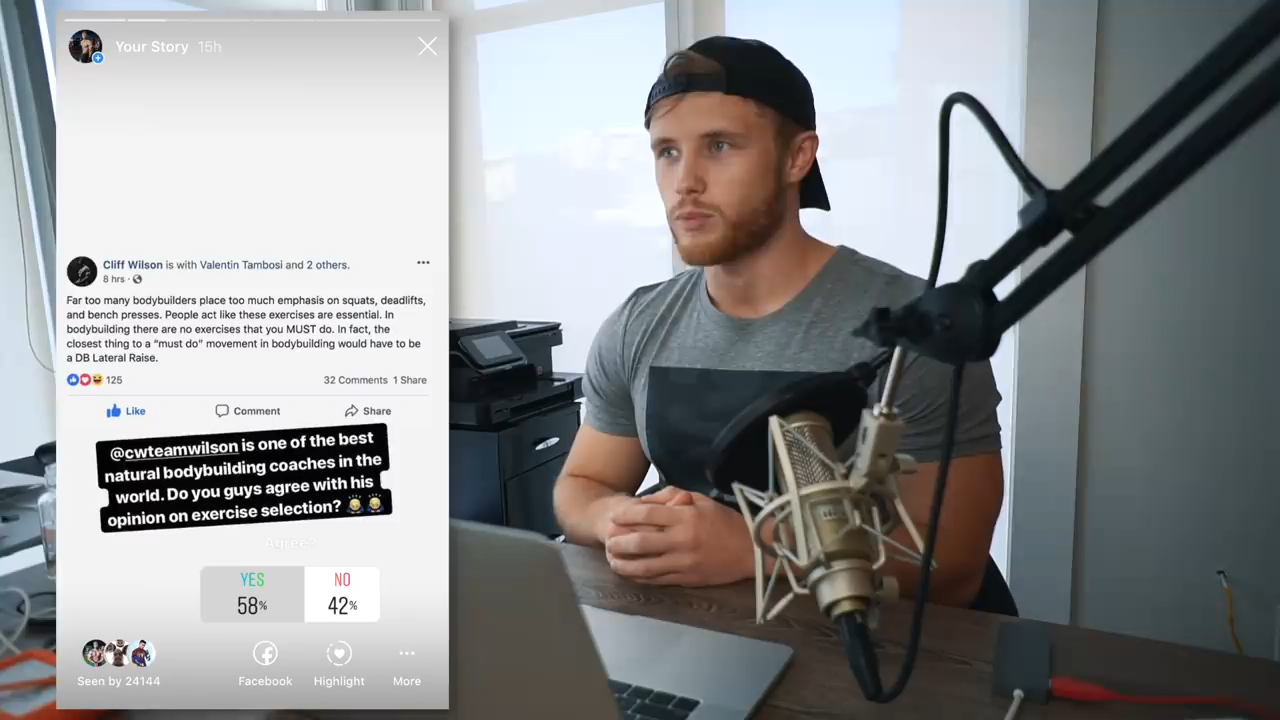 Your Story 15h
Cliff Wilson is with Valentin Tambosi and 2 others.
8 hrs ·
Far too many bodybuilders place too much emphasis on squats, deadlifts,
and bench presses. People act like these exercises are essential. In
bodybuilding there are no exercises that you MUST do. In fact, the
closest thing to a "must do" movement in bodybuilding would have to be
a DB Lateral Raise.
125 32 Comments 1 Share
Like Comment Share
@cwteamwilson is one of the best
natural bodybuilding coaches in the
world. Do you guys agree with his
opinion on exercise selection?
Agree?
YES NO
58% 42%
Seen by 24144 Facebook Highlight More